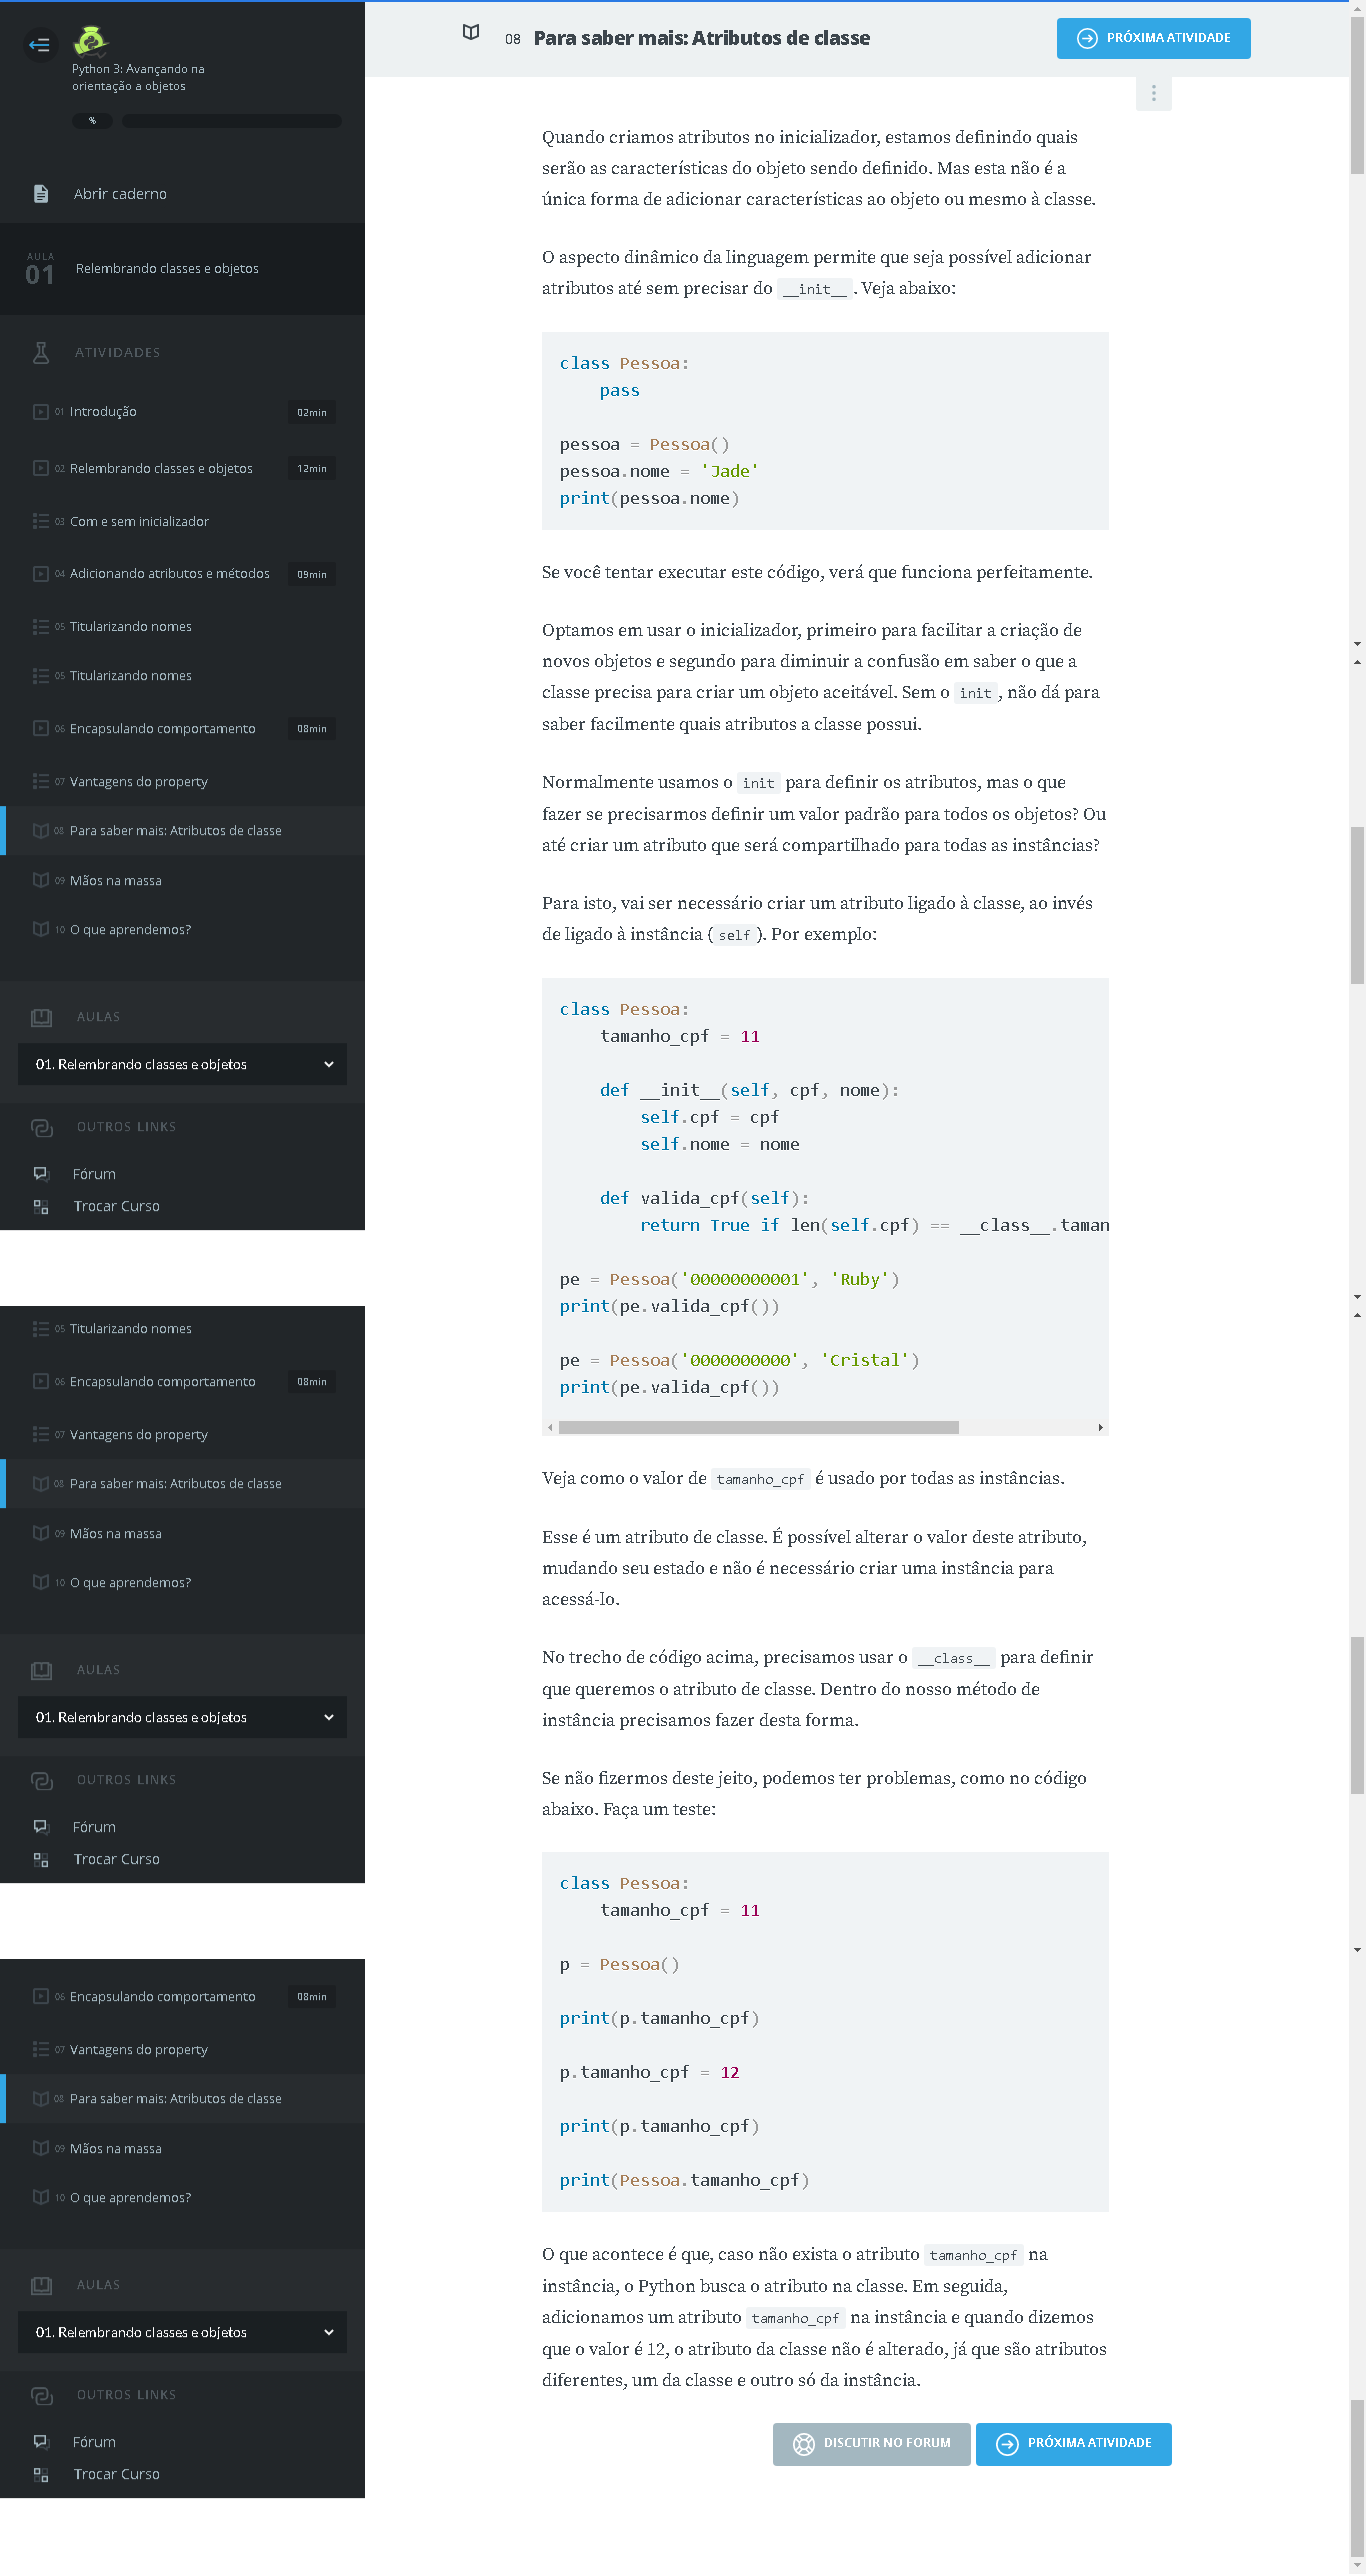 Python 3: Avançando na
orientação a objetos
%
Abrir caderno
AULA
01
Relembrando classes e objetos
ATIVIDADES
01 Introdução 02min
02 Relembrando classes e objetos 12min
03 Com e sem inicializador
04 Adicionando atributos e métodos 09min
05 Titularizando nomes
05 Titularizando nomes
06 Encapsulando comportamento 08min
07 Vantagens do property
08 Para saber mais: Atributos de classe
09 Mãos na massa
10 O que aprendemos?
AULAS
01. Relembrando classes e objetos
OUTROS LINKS
Fórum
Trocar Curso
05 Titularizando nomes
06 Encapsulando comportamento 08min
07 Vantagens do property
08 Para saber mais: Atributos de classe
09 Mãos na massa
10 O que aprendemos?
AULAS
01. Relembrando classes e objetos
OUTROS LINKS
Fórum
Trocar Curso
06 Encapsulando comportamento 08min
07 Vantagens do property
08 Para saber mais: Atributos de classe
09 Mãos na massa
10 O que aprendemos?
AULAS
01. Relembrando classes e objetos
OUTROS LINKS
Fórum
Trocar Curso
08 Para saber mais: Atributos de classe
PRÓXIMA ATIVIDADE
Quando criamos atributos no inicializador, estamos definindo quais
serão as características do objeto sendo definido. Mas esta não é a
única forma de adicionar características ao objeto ou mesmo à classe.
O aspecto dinâmico da linguagem permite que seja possível adicionar
atributos até sem precisar do __init__. Veja abaixo:
class Pessoa:
    pass
pessoa = Pessoa()
pessoa.nome = 'Jade'
print(pessoa.nome)
Se você tentar executar este código, verá que funciona perfeitamente.
Optamos em usar o inicializador, primeiro para facilitar a criação de
novos objetos e segundo para diminuir a confusão em saber o que a
classe precisa para criar um objeto aceitável. Sem o init, não dá para
saber facilmente quais atributos a classe possui.
Normalmente usamos o init para definir os atributos, mas o que
fazer se precisarmos definir um valor padrão para todos os objetos? Ou
até criar um atributo que será compartilhado para todas as instâncias?
Para isto, vai ser necessário criar um atributo ligado à classe, ao invés
de ligado à instância (self). Por exemplo:
class Pessoa:
    tamanho_cpf = 11
    def __init__(self, cpf, nome):
        self.cpf = cpf
        self.nome = nome
    def valida_cpf(self):
        return True if len(self.cpf) == __class__.taman
pe = Pessoa('00000000001', 'Ruby')
print(pe.valida_cpf())
pe = Pessoa('0000000000', 'Cristal')
print(pe.valida_cpf())
Veja como o valor de tamanho_cpf é usado por todas as instâncias.
Esse é um atributo de classe. É possível alterar o valor deste atributo,
mudando seu estado e não é necessário criar uma instância para
acessá-lo.
No trecho de código acima, precisamos usar o __class__ para definir
que queremos o atributo de classe. Dentro do nosso método de
instância precisamos fazer desta forma.
Se não fizermos deste jeito, podemos ter problemas, como no código
abaixo. Faça um teste:
class Pessoa:
    tamanho_cpf = 11
p = Pessoa()
print(p.tamanho_cpf)
p.tamanho_cpf = 12
print(p.tamanho_cpf)
print(Pessoa.tamanho_cpf)
O que acontece é que, caso não exista o atributo tamanho_cpf na
instância, o Python busca o atributo na classe. Em seguida,
adicionamos um atributo tamanho_cpf na instância e quando dizemos
que o valor é 12, o atributo da classe não é alterado, já que são atributos
diferentes, um da classe e outro só da instância.
DISCUTIR NO FORUM
PRÓXIMA ATIVIDADE